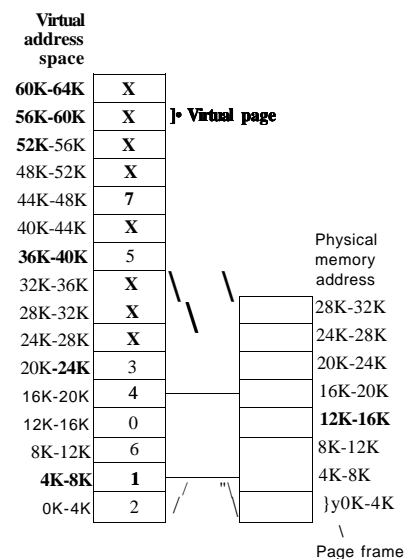 Virtual
address
space
60K-64K X
56K-60K X ]• Virtual page
52K-56K X
48K-52K X
44K-48K 7
40K-44K X
36K-40K 5
32K-36K X
28K-32K X
24K-28K X
20K-24K 3
16K-20K 4
12K-16K 0
8K-12K 6
4K-8K 1
0K-4K 2
Physical
memory
address
28K-32K
24K-28K
20K-24K
16K-20K
12K-16K
8K-12K
4K-8K
}y0K-4K
\
Page frame